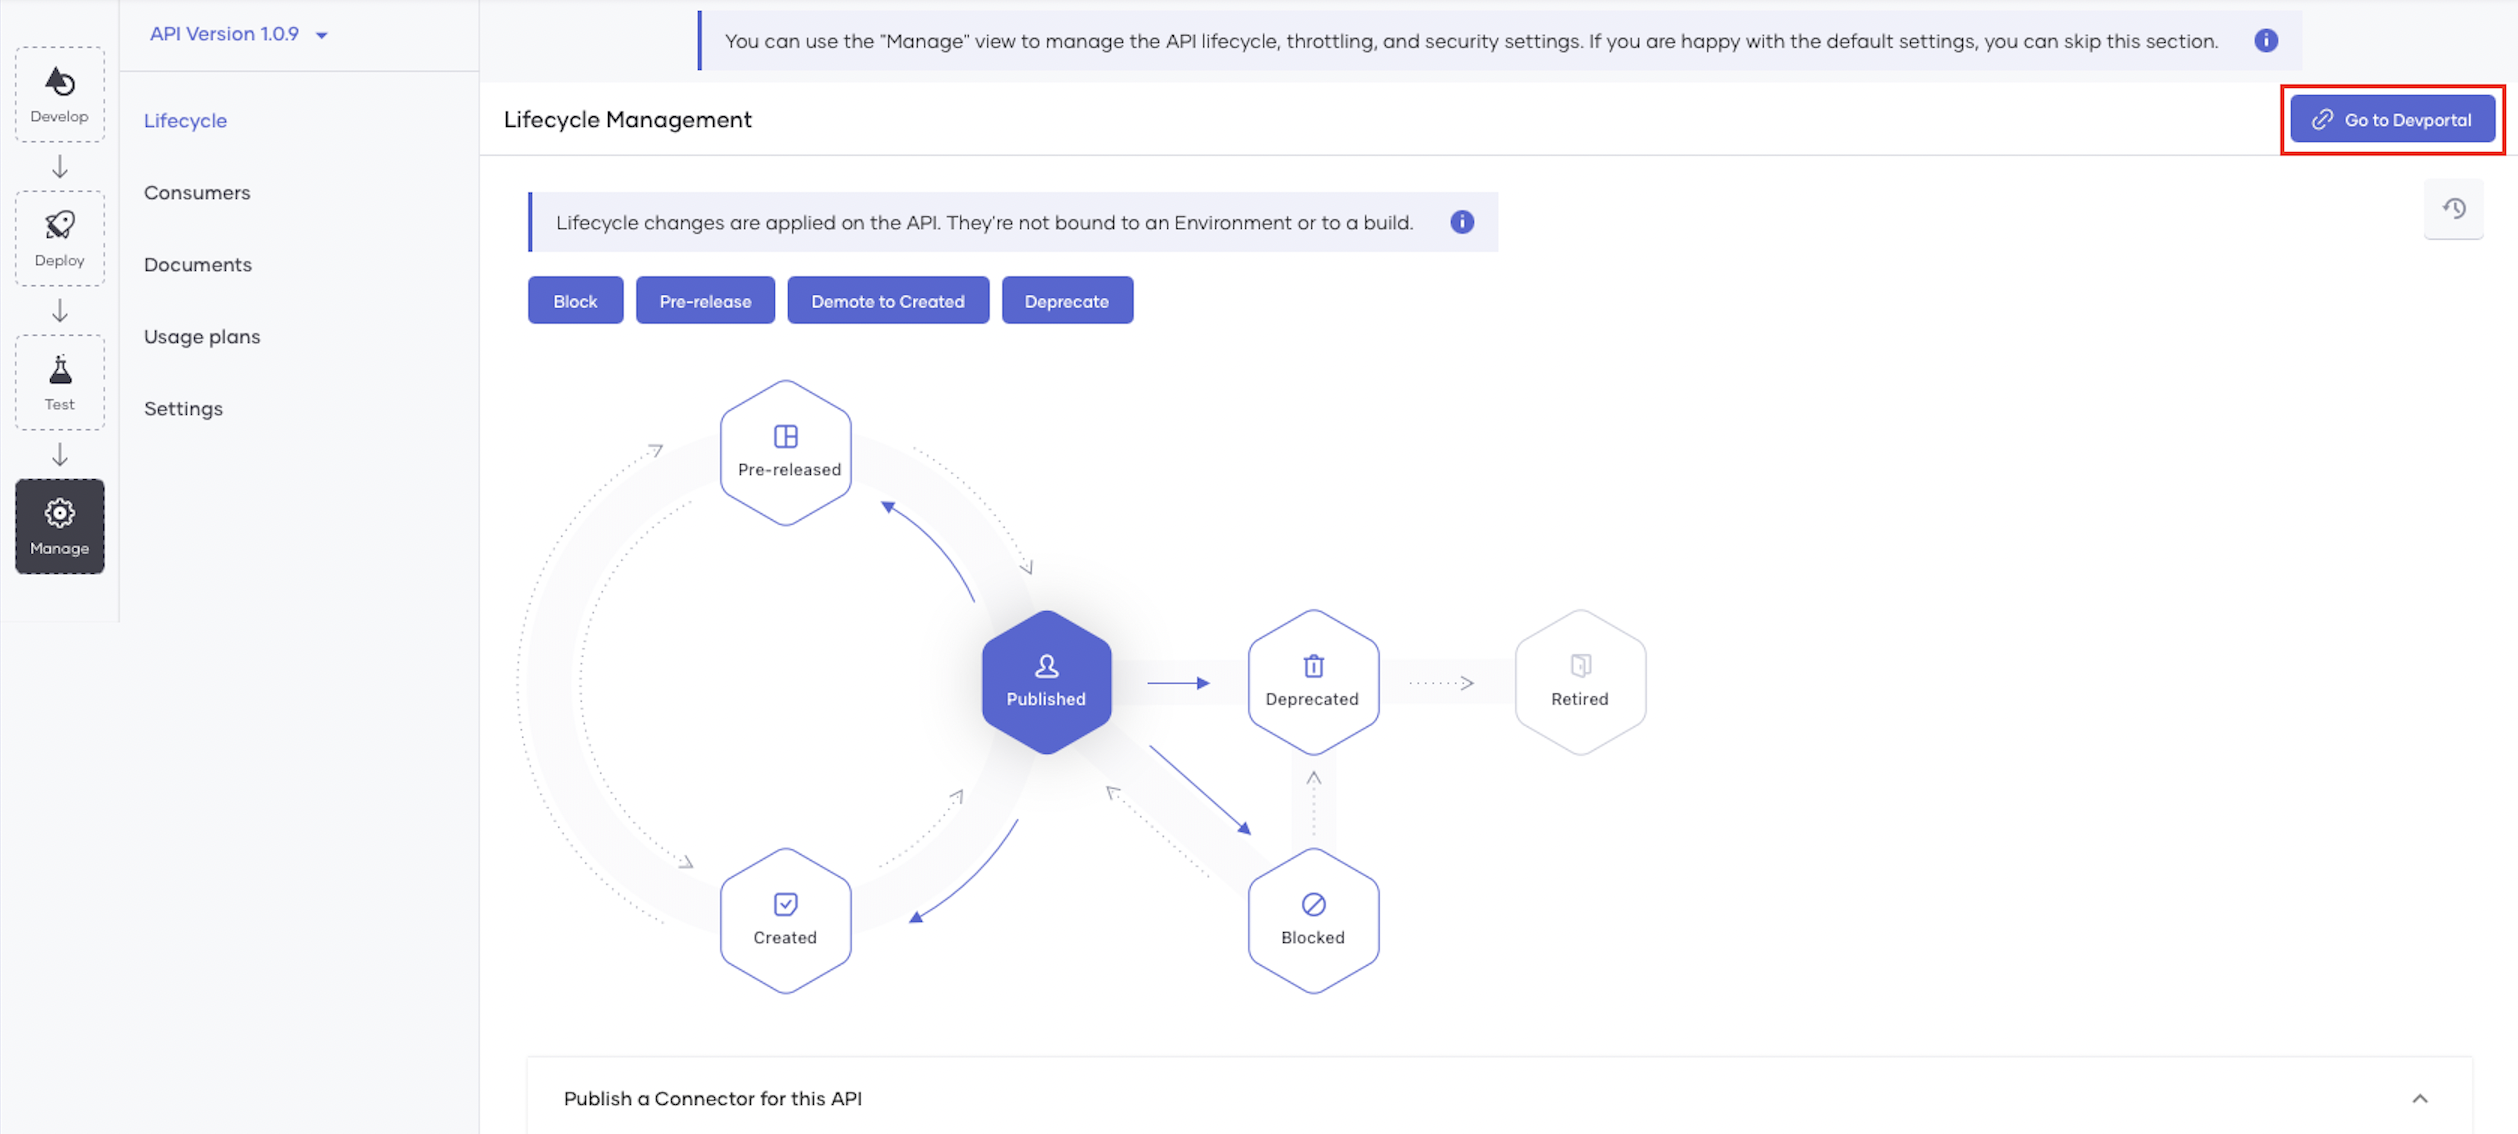 API Version 1.0.9
You can use the "Manage" view to manage the API lifecycle, throttling, and security settings. If you are happy with the default settings, you can skip this section.
Develop
Deploy
Test
Manage
Lifecycle
Consumers
Documents
Usage plans
Settings
Lifecycle Management
Go to Devportal
Lifecycle changes are applied on the API. They're not bound to an Environment or to a build.
Block
Pre-release
Demote to Created
Deprecate
Pre-released
Published
Deprecated
Retired
Created
Blocked
Publish a Connector for this API